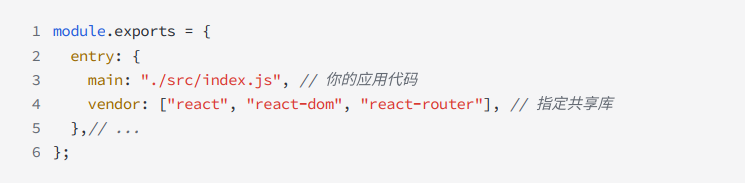 1 module.exports = {
2   entry: {
3     main: "./src/index.js", // 你的应用代码
4     vendor: ["react", "react-dom", "react-router"], // 指定共享库
5   },// ...
6 };